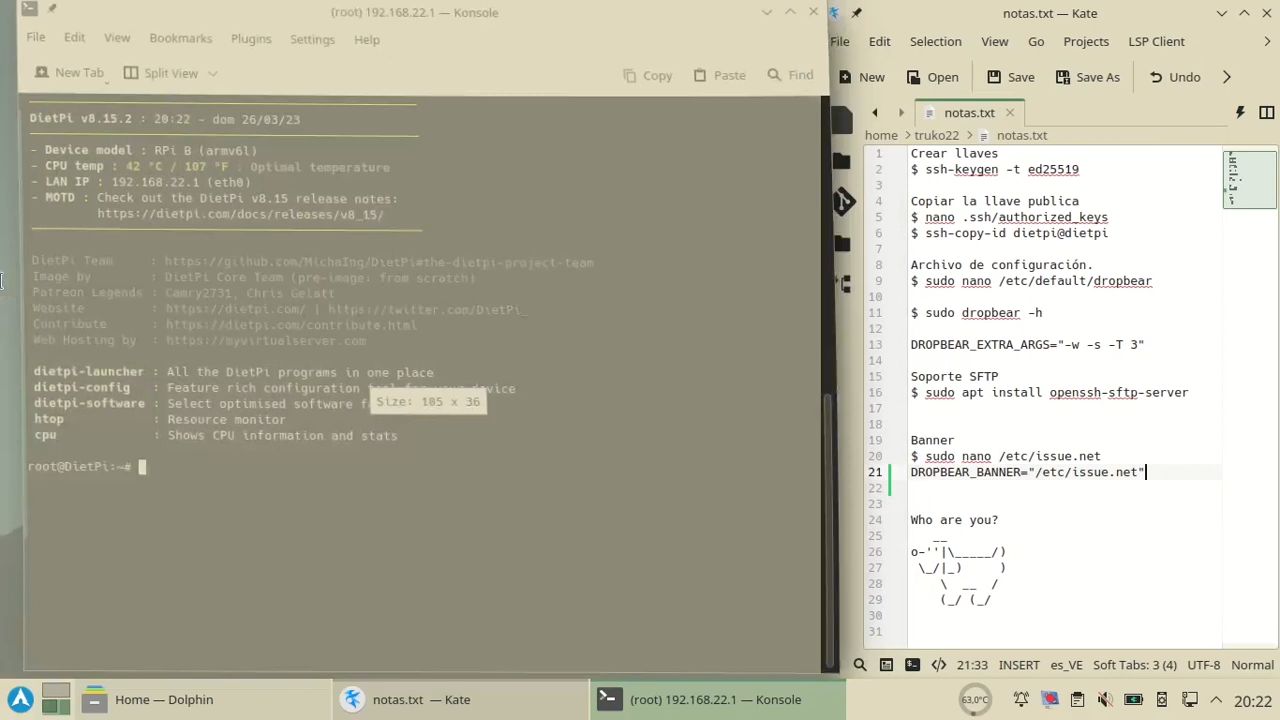 (root) 192.168.22.1 — Konsole
File Edit View Bookmarks Plugins Settings Help
New Tab Split View Copy Paste Find
DietPi v8.15.2 : 20:22 - dom 26/03/23
- Device model : RPi B (armv6l)
- CPU temp : 42 °C / 107 °F : Optimal temperature
- LAN IP : 192.168.22.1 (eth0)
- MOTD : Check out the DietPi v8.15 release notes:
https://dietpi.com/docs/releases/v8_15/
DietPi Team : https://github.com/MichaIng/DietPi#the-dietpi-project-team
Image by : DietPi Core Team (pre-image: from scratch)
Patreon Legends : Camry2731, Chris Gelatt
Website : https://dietpi.com/ | https://twitter.com/DietPi_
Contribute : https://dietpi.com/contribute.html
Web Hosting by : https://myvirtualserver.com
dietpi-launcher : All the DietPi programs in one place
dietpi-config : Feature rich configuration tool for your device
dietpi-software : Select optimised software
Size: 105 x 36
htop : Resource monitor
cpu : Shows CPU information and stats
root@DietPi:~#
notas.txt — Kate
File Edit Selection View Go Projects LSP Client
New Open Save Save As Undo
notas.txt
home truko22 notas.txt
1 Crear llaves
2 $ ssh-keygen -t ed25519
3
4 Copiar la llave publica
5 $ nano .ssh/authorized_keys
6 $ ssh-copy-id dietpi@dietpi
7
8 Archivo de configuración.
9 $ sudo nano /etc/default/dropbear
10
11 $ sudo dropbear -h
12
13 DROPBEAR_EXTRA_ARGS="-w -s -T 3"
14
15 Soporte SFTP
16 $ sudo apt install openssh-sftp-server
17
18
19 Banner
20 $ sudo nano /etc/issue.net
21 DROPBEAR_BANNER="/etc/issue.net"
22
23
24 Who are you?
25    __
26 o-''|\_____/)
27  \_/|_)     )
28     \  __  /
29     (_/ (_/
30
31
21:33 INSERT es_VE Soft Tabs: 3 (4) UTF-8 Normal
Home — Dolphin
notas.txt — Kate
(root) 192.168.22.1 — Konsole
63,0°C
20:22